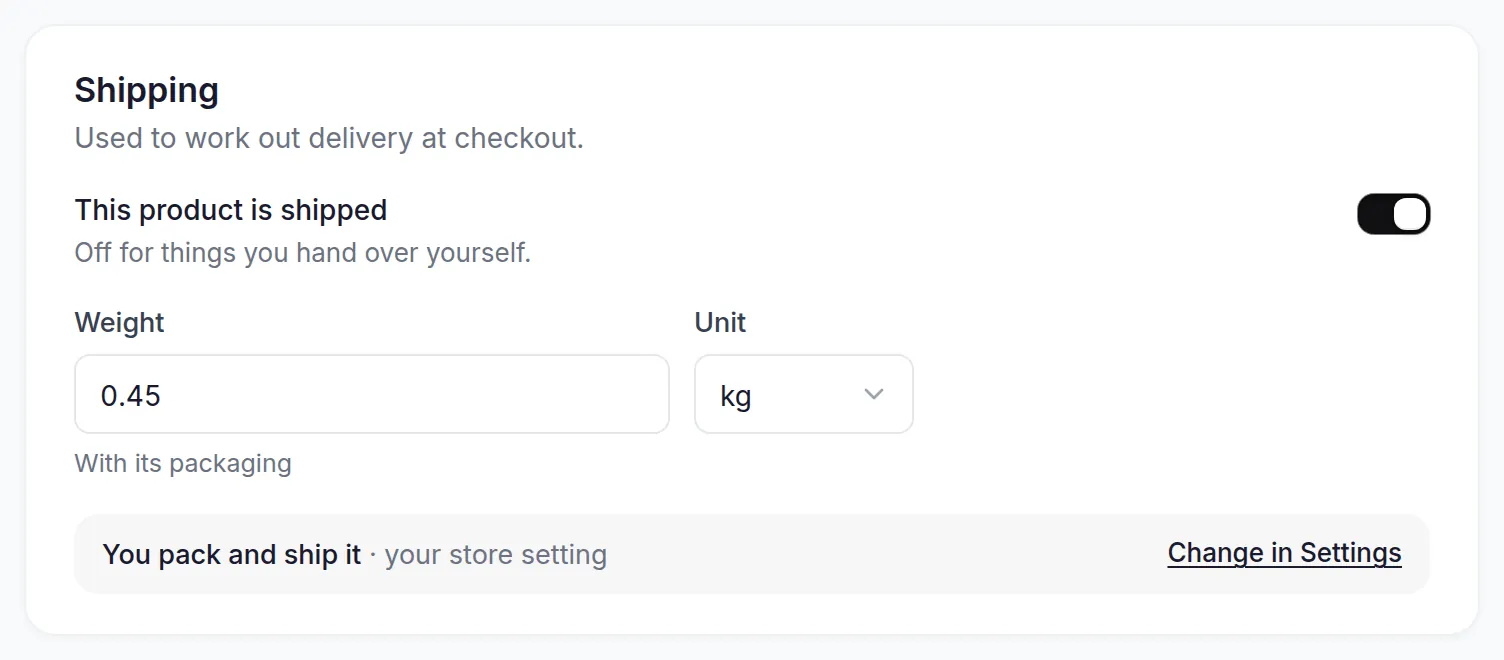 Shipping
Used to work out delivery at checkout.
This product is shipped
Off for things you hand over yourself.
Weight
Unit
0.45
kg
With its packaging
You pack and ship it · your store setting
Change in Settings